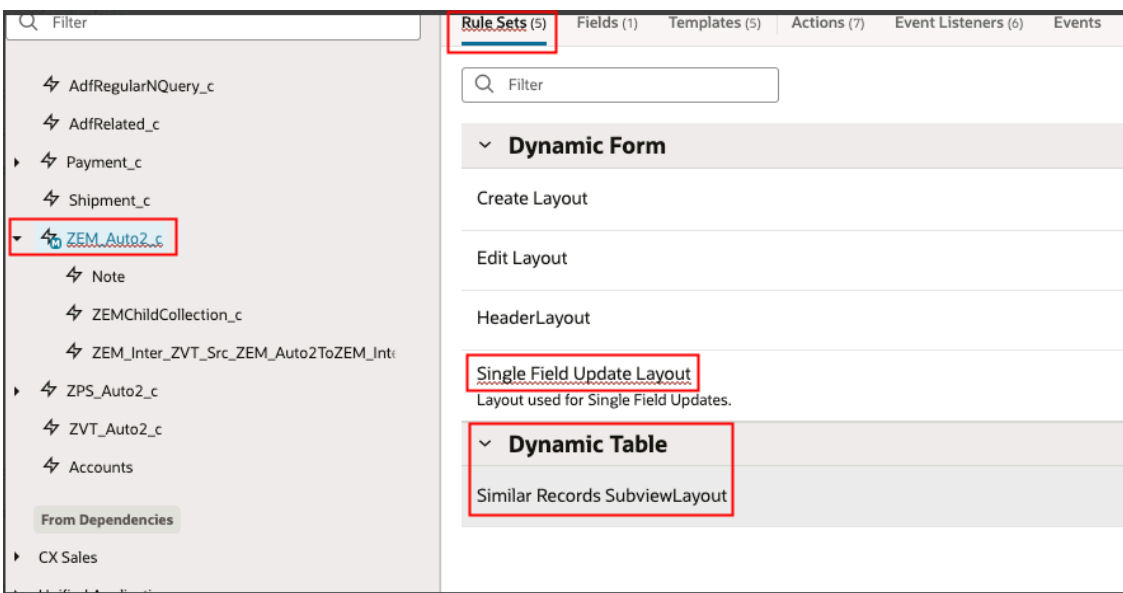 Filter
AdfRegularNQuery_c
AdfRelated_c
Payment_c
Shipment_c
ZEM_Auto2_c
Note
ZEMChildCollection_c
ZEM_Inter_ZVT_Src_ZEM_Auto2ToZEM_Inte
ZPS_Auto2_c
ZVT_Auto2_c
Accounts
From Dependencies
CX Sales
Rule Sets (5) Fields (1) Templates (5) Actions (7) Event Listeners (6) Events
Filter
Dynamic Form
Create Layout
Edit Layout
HeaderLayout
Single Field Update Layout
Layout used for Single Field Updates.
Dynamic Table
Similar Records SubviewLayout